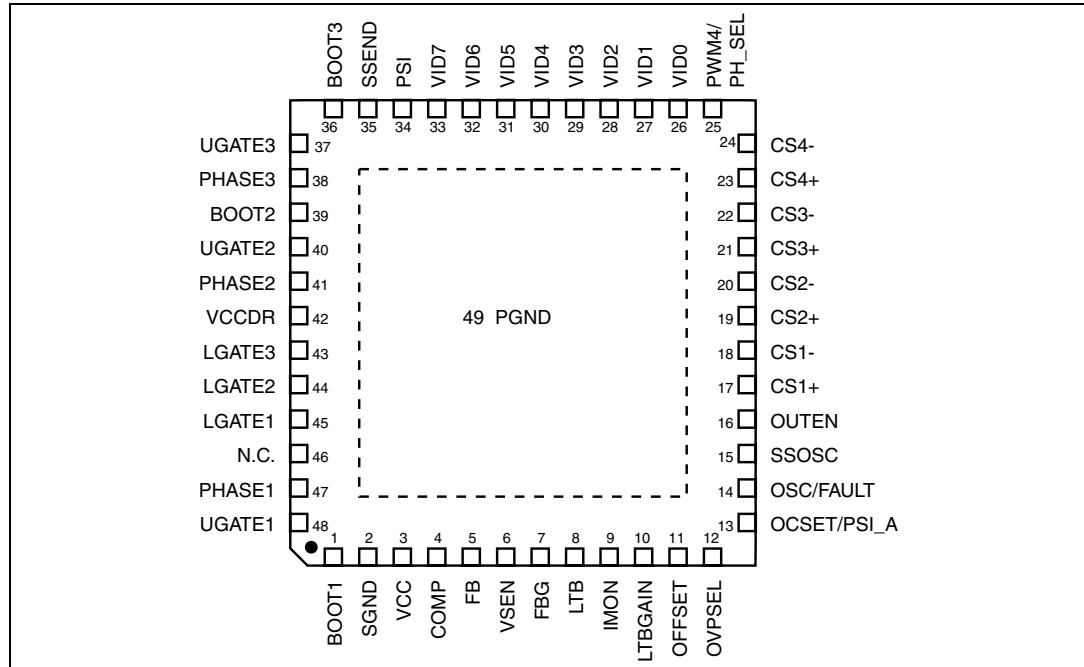 BOOT3 SSEND PSI VID7 VID6 VID5 VID4 VID3 VID2 VID1 VID0 PWM4/
PH_SEL
36 35 34 33 32 31 30 29 28 27 26 25
UGATE3 37 24 CS4-
PHASE3 38 23 CS4+
BOOT2 39 22 CS3-
UGATE2 40 21 CS3+
PHASE2 41 20 CS2-
VCCDR 42 49 PGND 19 CS2+
LGATE3 43 18 CS1-
LGATE2 44 17 CS1+
LGATE1 45 16 OUTEN
N.C. 46 15 SSOSC
PHASE1 47 14 OSC/FAULT
UGATE1 48 13 OCSET/PSI_A
1 2 3 4 5 6 7 8 9 10 11 12
BOOT1 SGND VCC COMP FB VSEN FBG LTB IMON LTBGAIN OFFSET OVPSEL